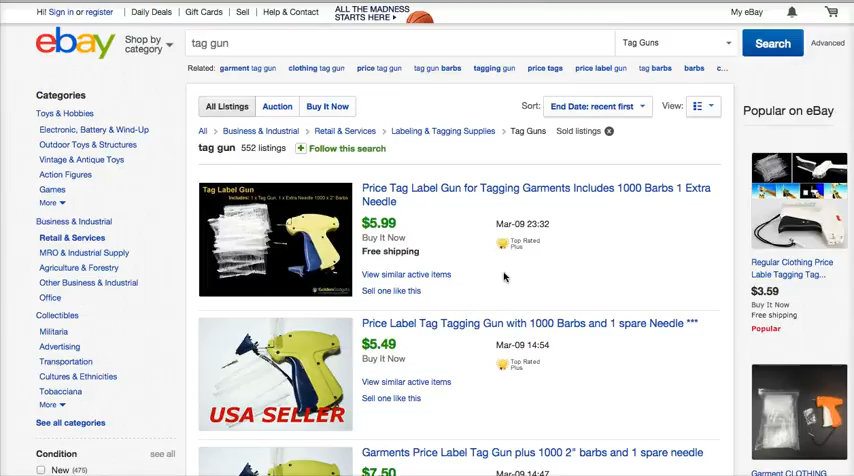 Hi! Sign in or register
Daily Deals
Gift Cards
Sell
Help & Contact
ALL THE MADNESS
STARTS HERE
My eBay
ebay
Shop by
category
tag gun
Tag Guns
Search
Advanced
Related: garment tag gun clothing tag gun price tag gun tag gun barbs tagging gun price tags price label gun tag barbs barbs c...
Categories
Toys & Hobbies
Electronic, Battery & Wind-Up
Outdoor Toys & Structures
Vintage & Antique Toys
Action Figures
Games
More
Business & Industrial
Retail & Services
MRO & Industrial Supply
Agriculture & Forestry
Other Business & Industrial
Office
Collectibles
Militaria
Advertising
Transportation
Cultures & Ethnicities
Tobacciana
More
See all categories
Condition
see all
New (475)
All Listings
Auction
Buy It Now
Sort: End Date: recent first
View:
All > Business & Industrial > Retail & Services > Labeling & Tagging Supplies > Tag Guns Sold listings
tag gun 552 listings + Follow this search
Tag Label Gun
Includes: 1 x Tag Gun, 1 x Extra Needle 1000 x 2" Barbs
GoldenGadgets
Price Tag Label Gun for Tagging Garments Includes 1000 Barbs 1 Extra
Needle
$5.99
Buy It Now
Free shipping
Mar-09 23:32
Top Rated
Plus
View similar active items
Sell one like this
USA SELLER
Price Label Tag Tagging Gun with 1000 Barbs and 1 spare Needle ***
$5.49
Buy It Now
Mar-09 14:54
Top Rated
Plus
View similar active items
Sell one like this
Garments Price Label Tag Gun plus 1000 2" barbs and 1 spare needle
$7.50
Mar-09 14:47
Popular on eBay
Regular Clothing Price
Lable Tagging Tag...
$3.59
Buy It Now
Free shipping
Popular
Garment CLOTHING